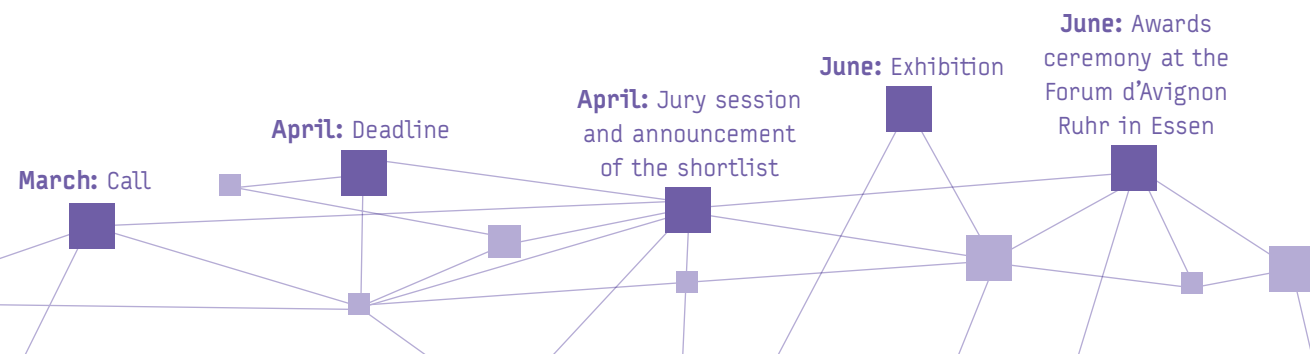 March: Call
April: Deadline
April: Jury session
and announcement
of the shortlist
June: Exhibition
June: Awards
ceremony at the
Forum d’Avignon
Ruhr in Essen